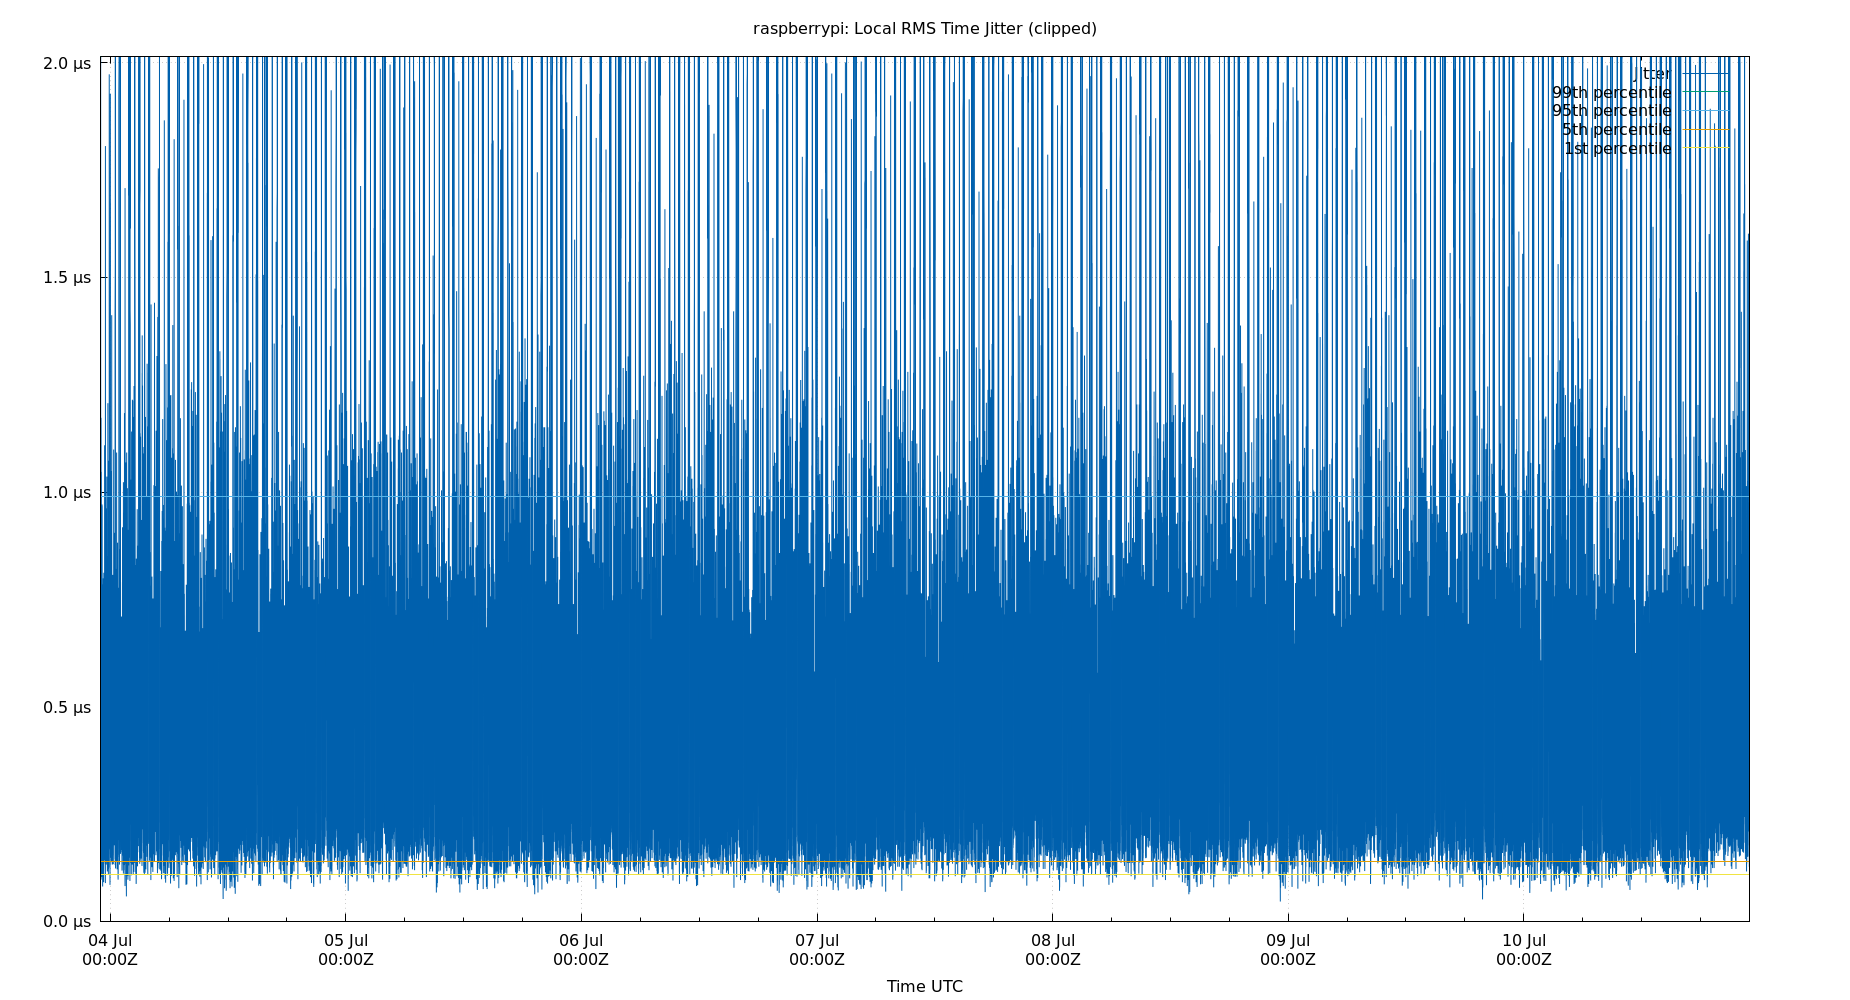 raspberrypi: Local RMS Time Jitter (clipped)
2.0 µs
1.5 µs
1.0 µs
0.5 µs
0.0 µs
jitter
99th percentile
95th percentile
5th percentile
1st percentile
04 Jul 05 Jul 06 Jul 07 Jul 08 Jul 09 Jul 10 Jul
00:00Z 00:00Z 00:00Z 00:00Z 00:00Z 00:00Z 00:00Z
Time UTC